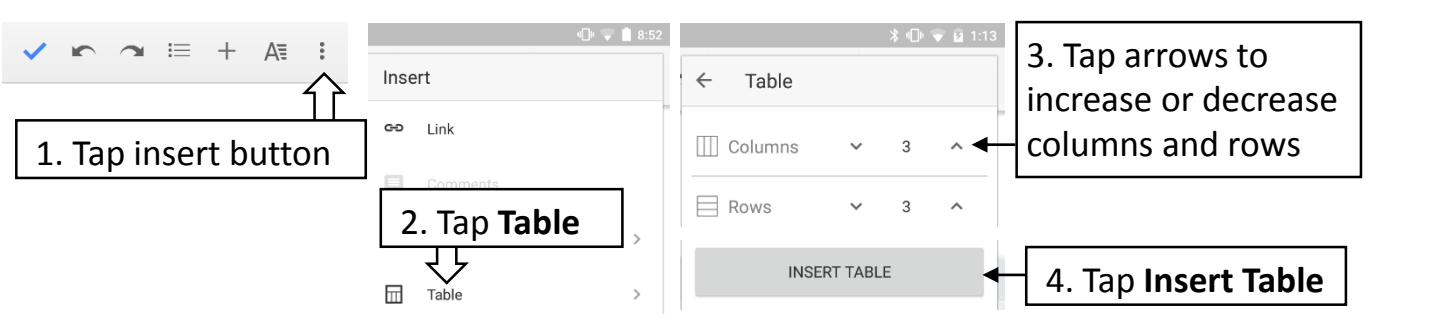 1. Tap insert button
8:52
Insert
Link
Comments
2. Tap Table
Table
1:13
Table
Columns 3
Rows 3
INSERT TABLE
3. Tap arrows to
increase or decrease
columns and rows
4. Tap Insert Table